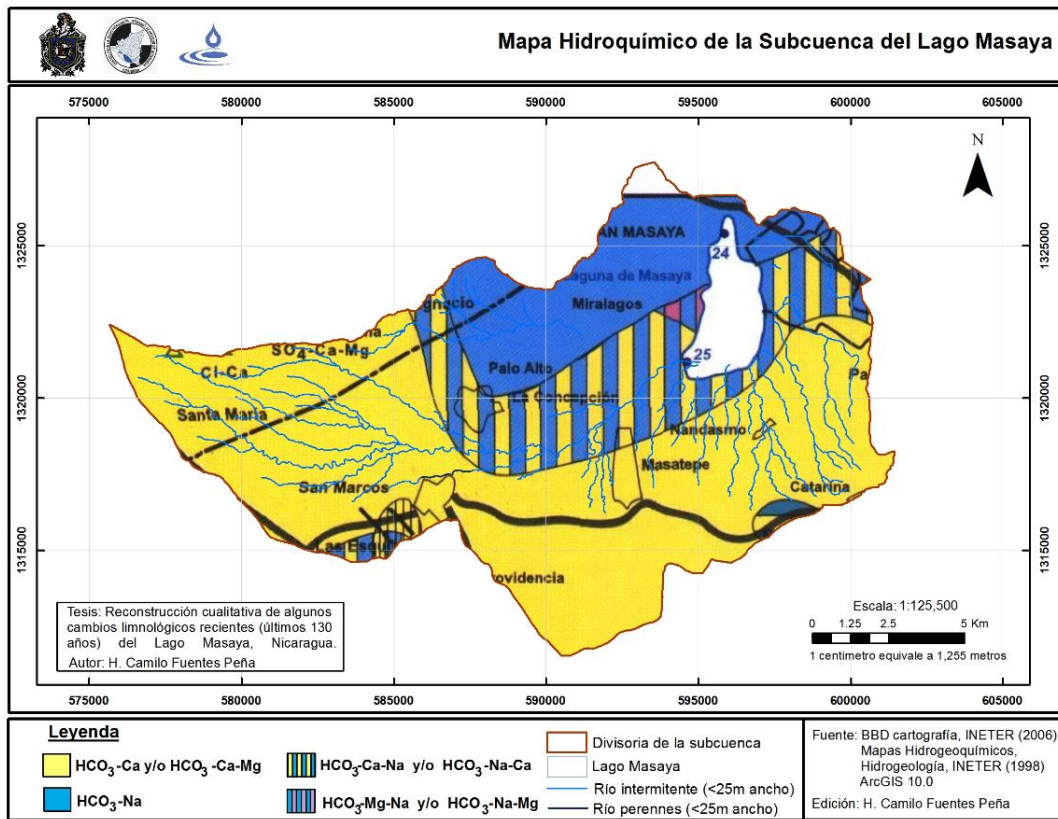 Mapa Hidroquímico de la Subcuenca del Lago Masaya
575000 580000 585000 590000 595000 600000 605000
N
1325000
1325000
1320000
1320000
1315000
1315000
AN MASAYA
24
Laguna de Masaya
Miralagos
gnacio
SO4-Ca-Mg
Cl-Ca
Palo Alto
25
Santa María
La Concepción
Pa
Nandasmo
Masatepe
San Marcos
Catarina
Las Esqui
rovidencia
Tesis: Reconstrucción cualitativa de algunos
cambios limnológicos recientes (últimos 130
años) del Lago Masaya, Nicaragua.
Autor: H. Camilo Fuentes Peña
Escala: 1:125,500
0 1.25 2.5 5 Km
1 centimetro equivale a 1,255 metros
575000 580000 585000 590000 595000 600000 605000
Leyenda
HCO3-Ca y/o HCO3-Ca-Mg
HCO3-Na
HCO3-Ca-Na y/o HCO3-Na-Ca
HCO3-Mg-Na y/o HCO3-Na-Mg
Divisoria de la subcuenca
Lago Masaya
Río intermitente (<25m ancho)
Río perennes (<25m ancho)
Fuente: BBD cartografía, INETER (2006)
Mapas Hidrogeoquímicos,
Hidrogeología, INETER (1998)
ArcGIS 10.0
Edición: H. Camilo Fuentes Peña